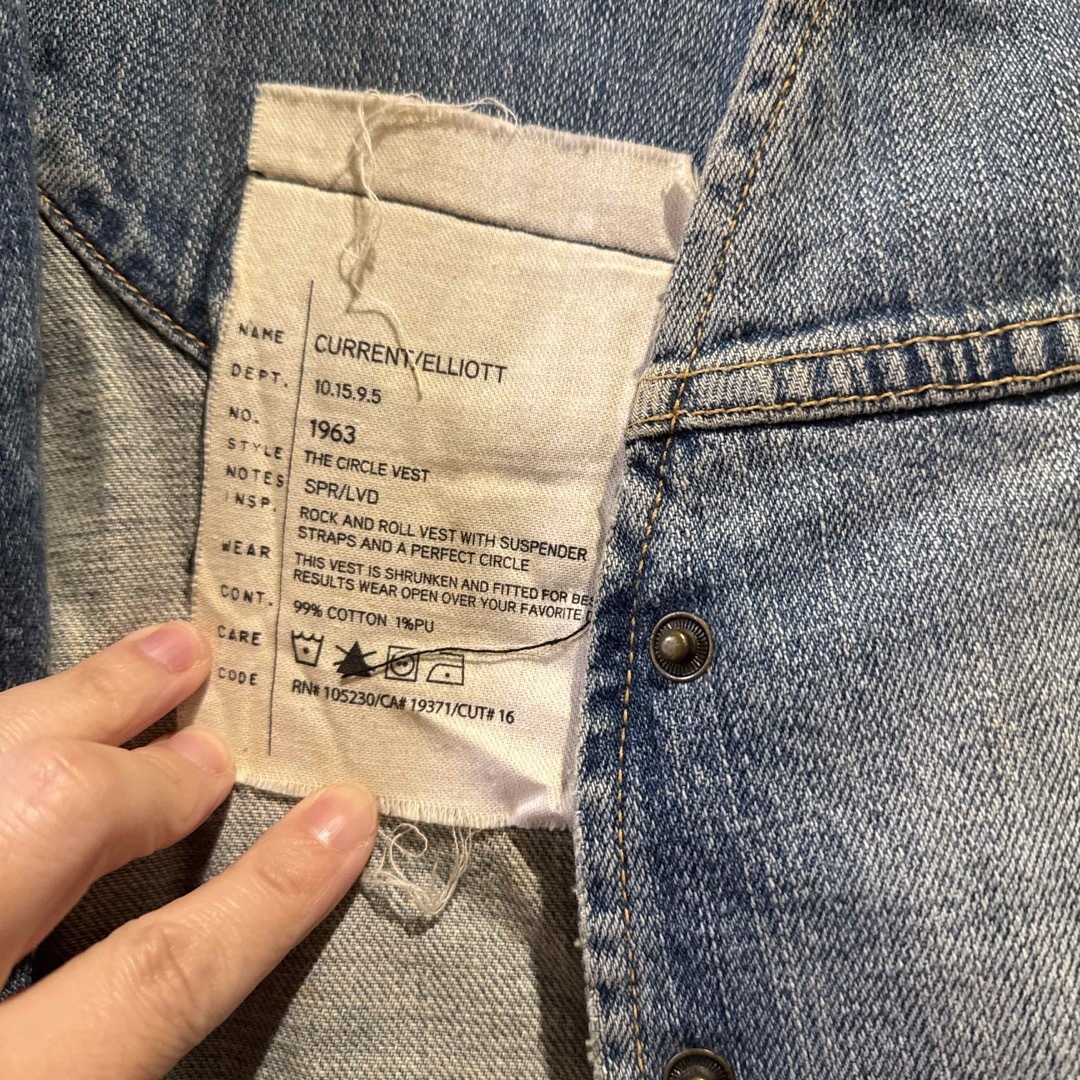 NAME CURRENT/ELLIOTT
DEPT. 10.15.9.5
NO. 1963
STYLE THE CIRCLE VEST
NOTES SPR/LVD
INSP. ROCK AND ROLL VEST WITH SUSPENDER
STRAPS AND A PERFECT CIRCLE
WEAR THIS VEST IS SHRUNKEN AND FITTED FOR
RESULTS WEAR OPEN OVER YOUR FAVORITE
CONT. 99% COTTON 1%PU
CARE
CODE RN# 105230/CA# 19371/CUT# 16